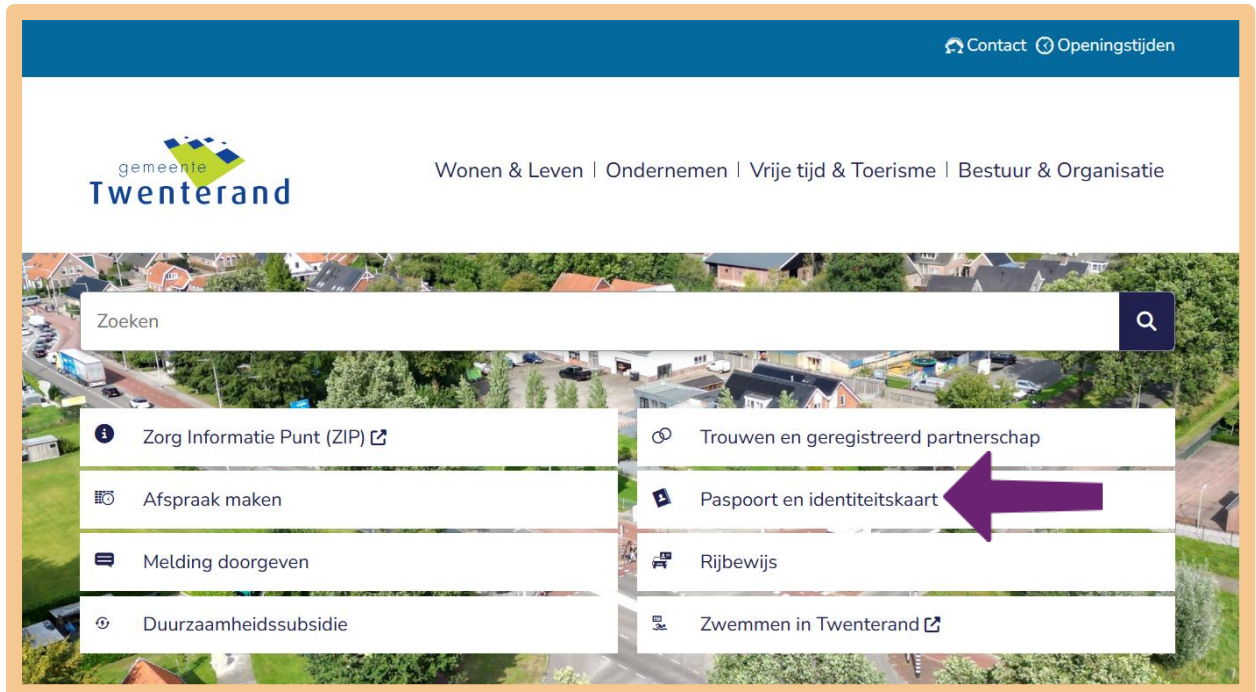 Contact Openingstijden
gemeente
Twenterand
Wonen & Leven | Ondernemen | Vrije tijd & Toerisme | Bestuur & Organisatie
Zoeken
Zorg Informatie Punt (ZIP)
Trouwen en geregistreerd partnerschap
Afspraak maken
Paspoort en identiteitskaart
Melding doorgeven
Rijbewijs
Duurzaamheidssubsidie
Zwemmen in Twenterand